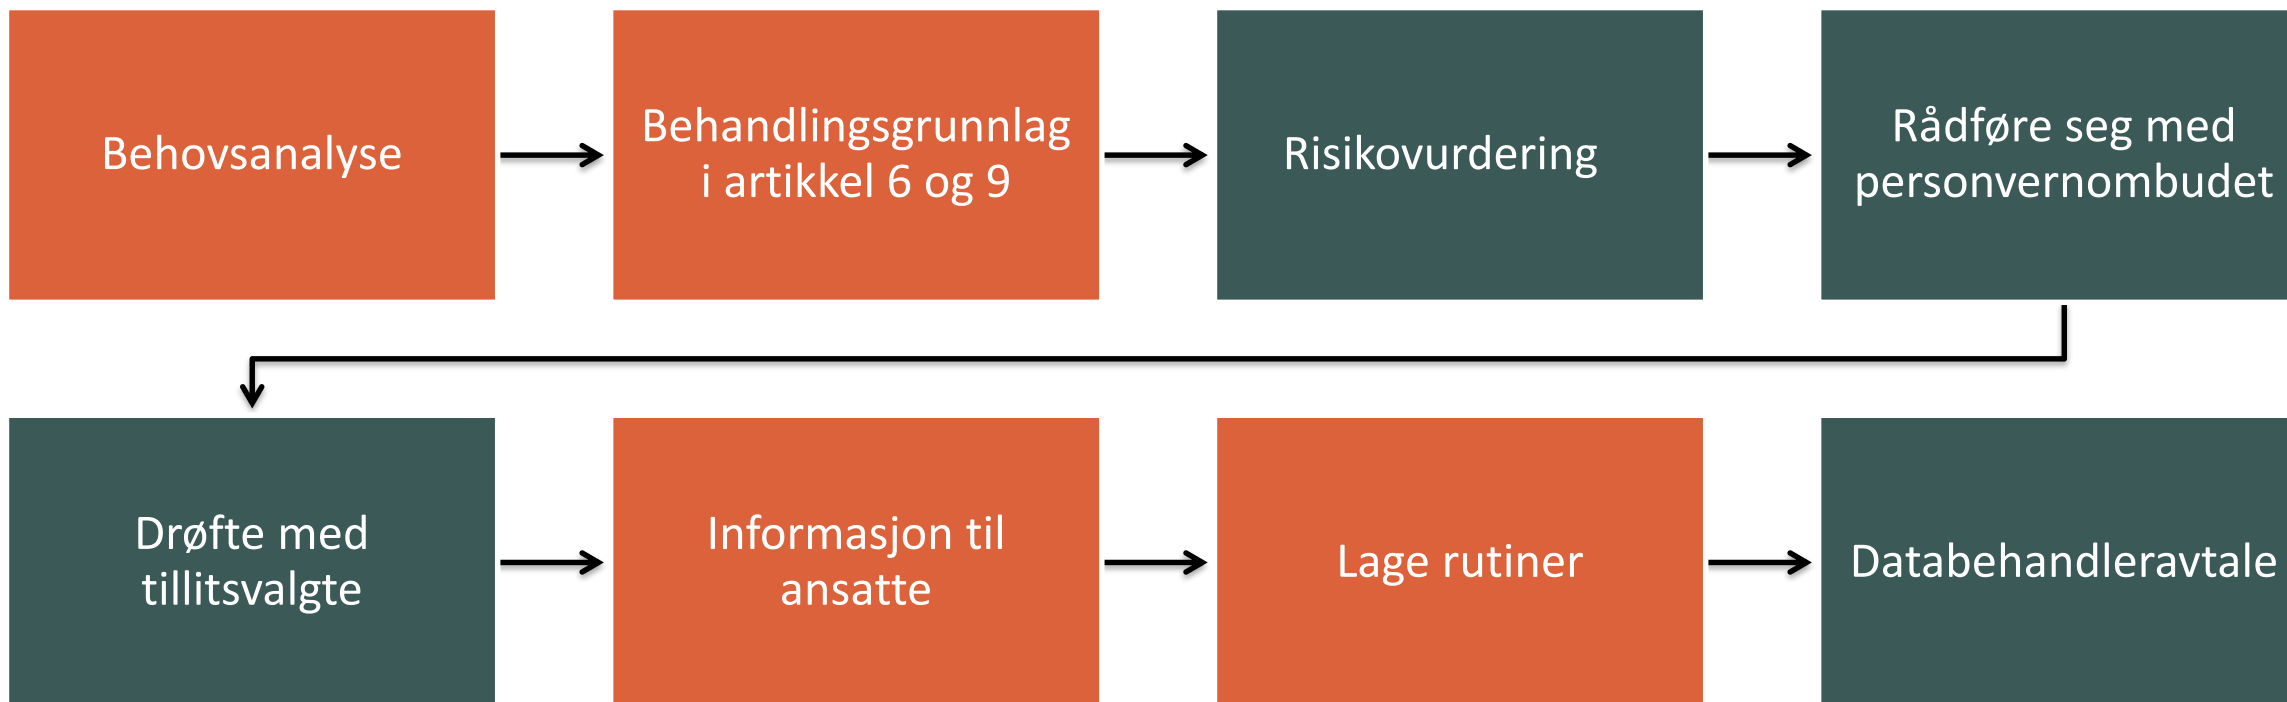 Behovsanalyse
Behandlingsgrunnlag
i artikkel 6 og 9
Risikovurdering
Rådføre seg med
personvernombudet
Drøfte med
tillitsvalgte
Informasjon til
ansatte
Lage rutiner
Databehandleravtale